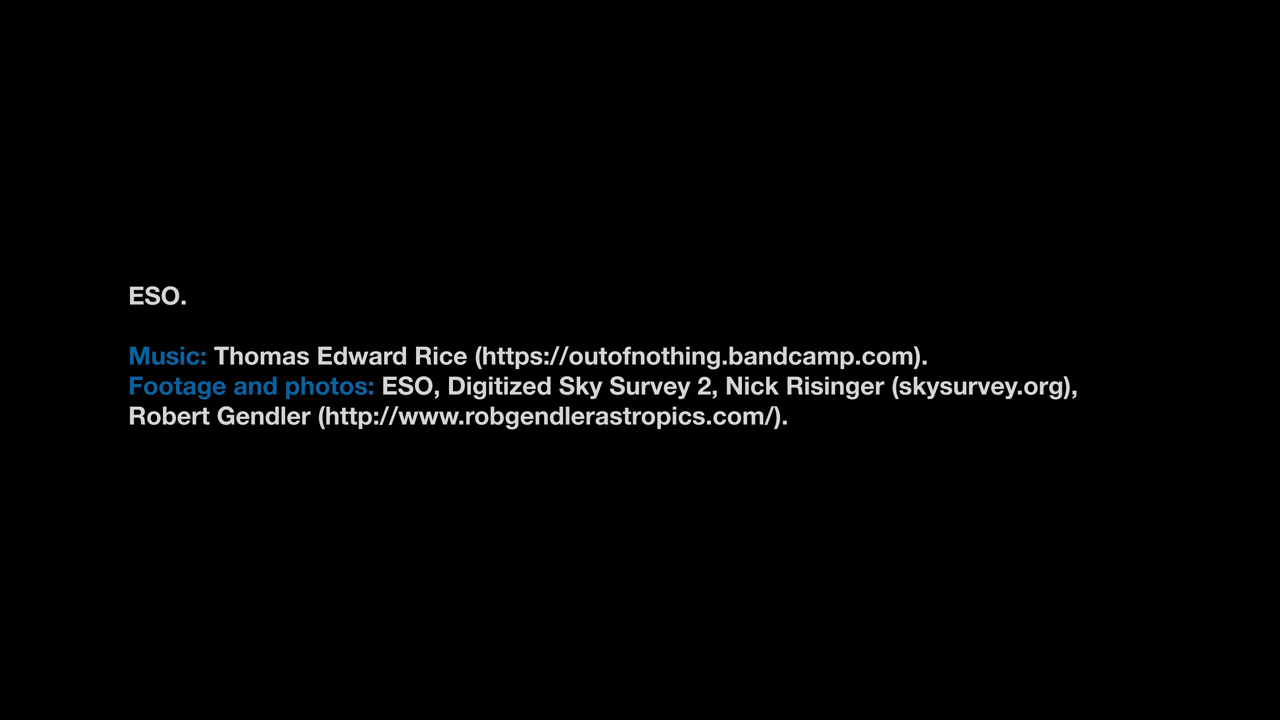 ESO.
Music: Thomas Edward Rice (https://outofnothing.bandcamp.com).
Footage and photos: ESO, Digitized Sky Survey 2, Nick Risinger (skysurvey.org),
Robert Gendler (http://www.robgendlerastropics.com/).